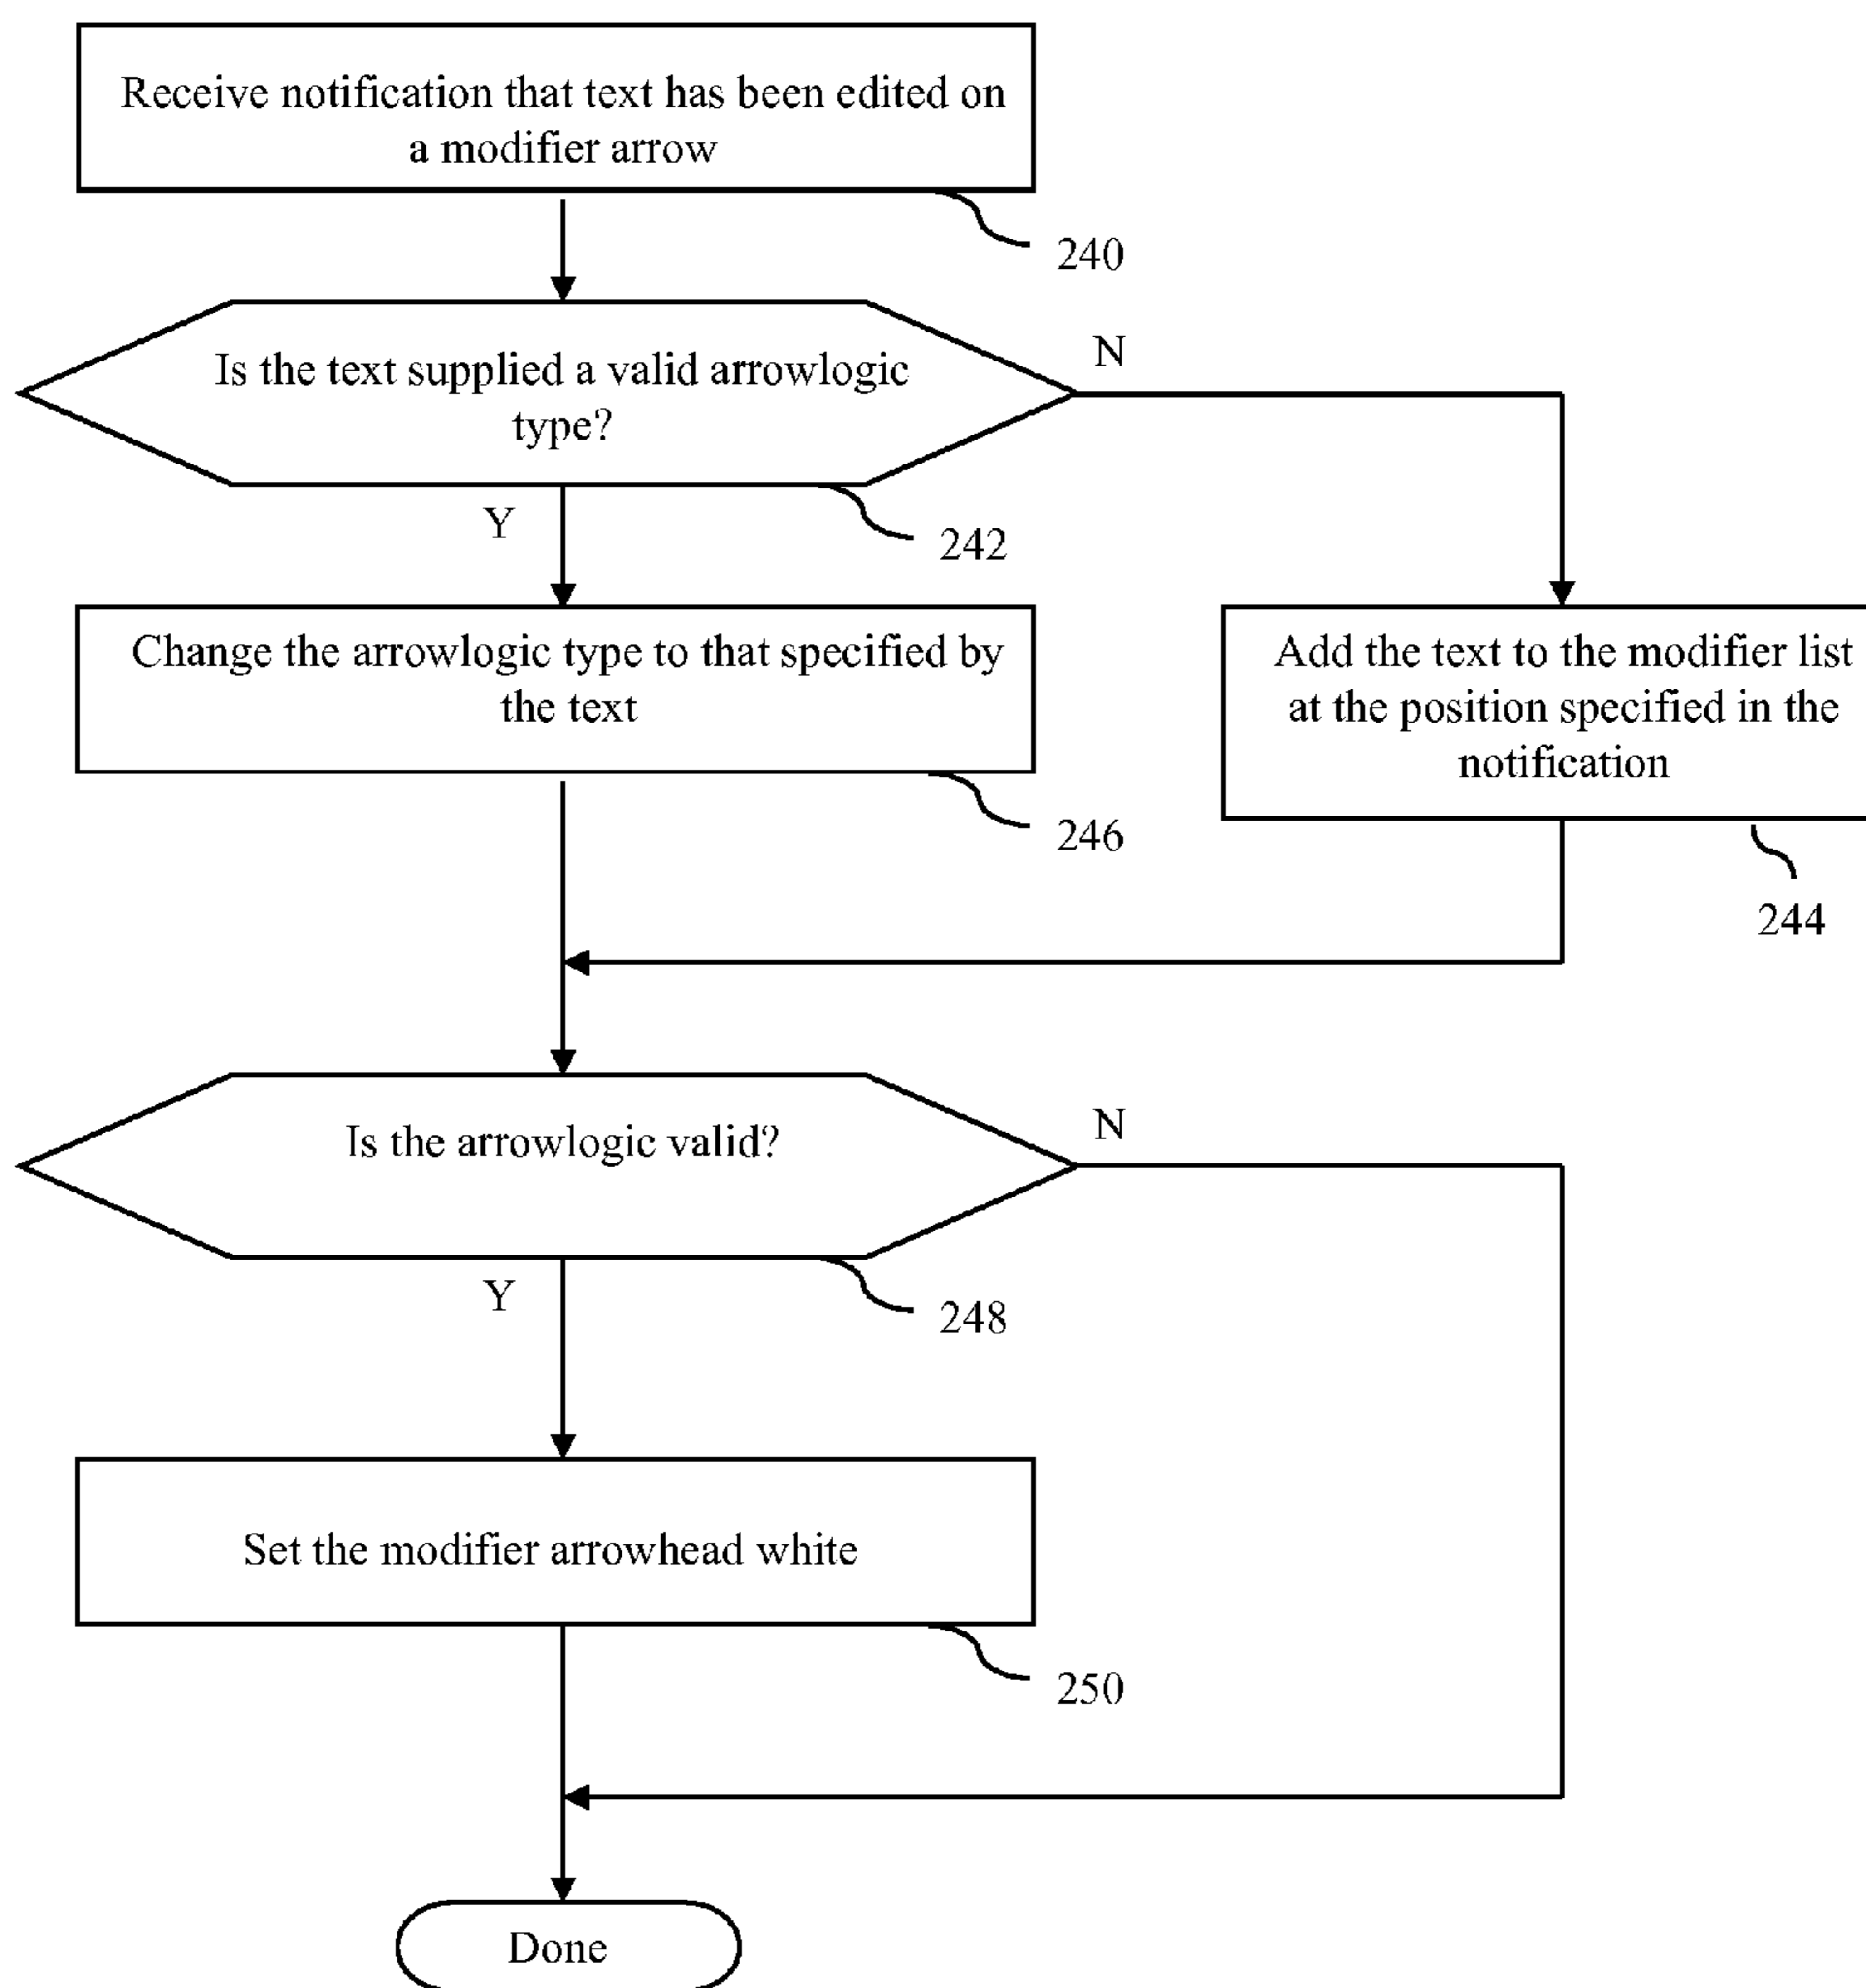 Receive notification that text has been edited on
a modifier arrow
240
Is the text supplied a valid arrowlogic
type?
N
Y
242
Change the arrowlogic type to that specified by
the text
246
Add the text to the modifier list
at the position specified in the
notification
244
Is the arrowlogic valid?
N
Y
248
Set the modifier arrowhead white
250
Done